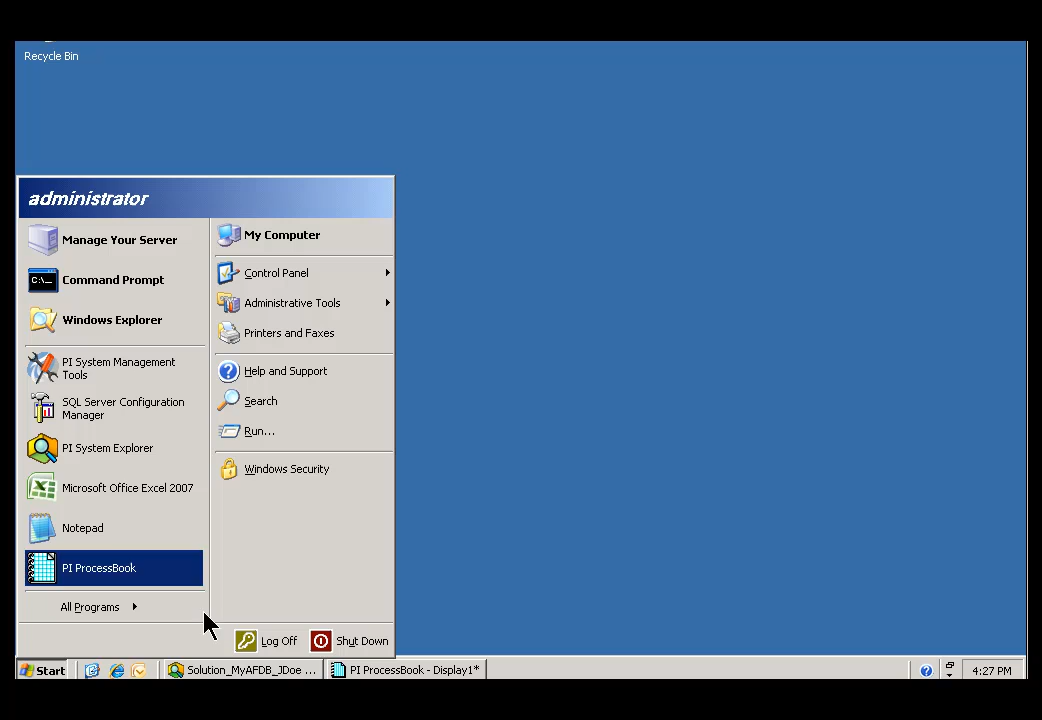 Recycle Bin
administrator
Manage Your Server
Command Prompt
C:\_
Windows Explorer
PI System Management
Tools
SQL Server Configuration
Manager
PI System Explorer
Microsoft Office Excel 2007
Notepad
PI ProcessBook
All Programs
My Computer
Control Panel
Administrative Tools
Printers and Faxes
Help and Support
Search
Run...
Windows Security
Log Off
Shut Down
Start
Solution_MyAFDB_JDoe ...
PI ProcessBook - Display1*
4:27 PM